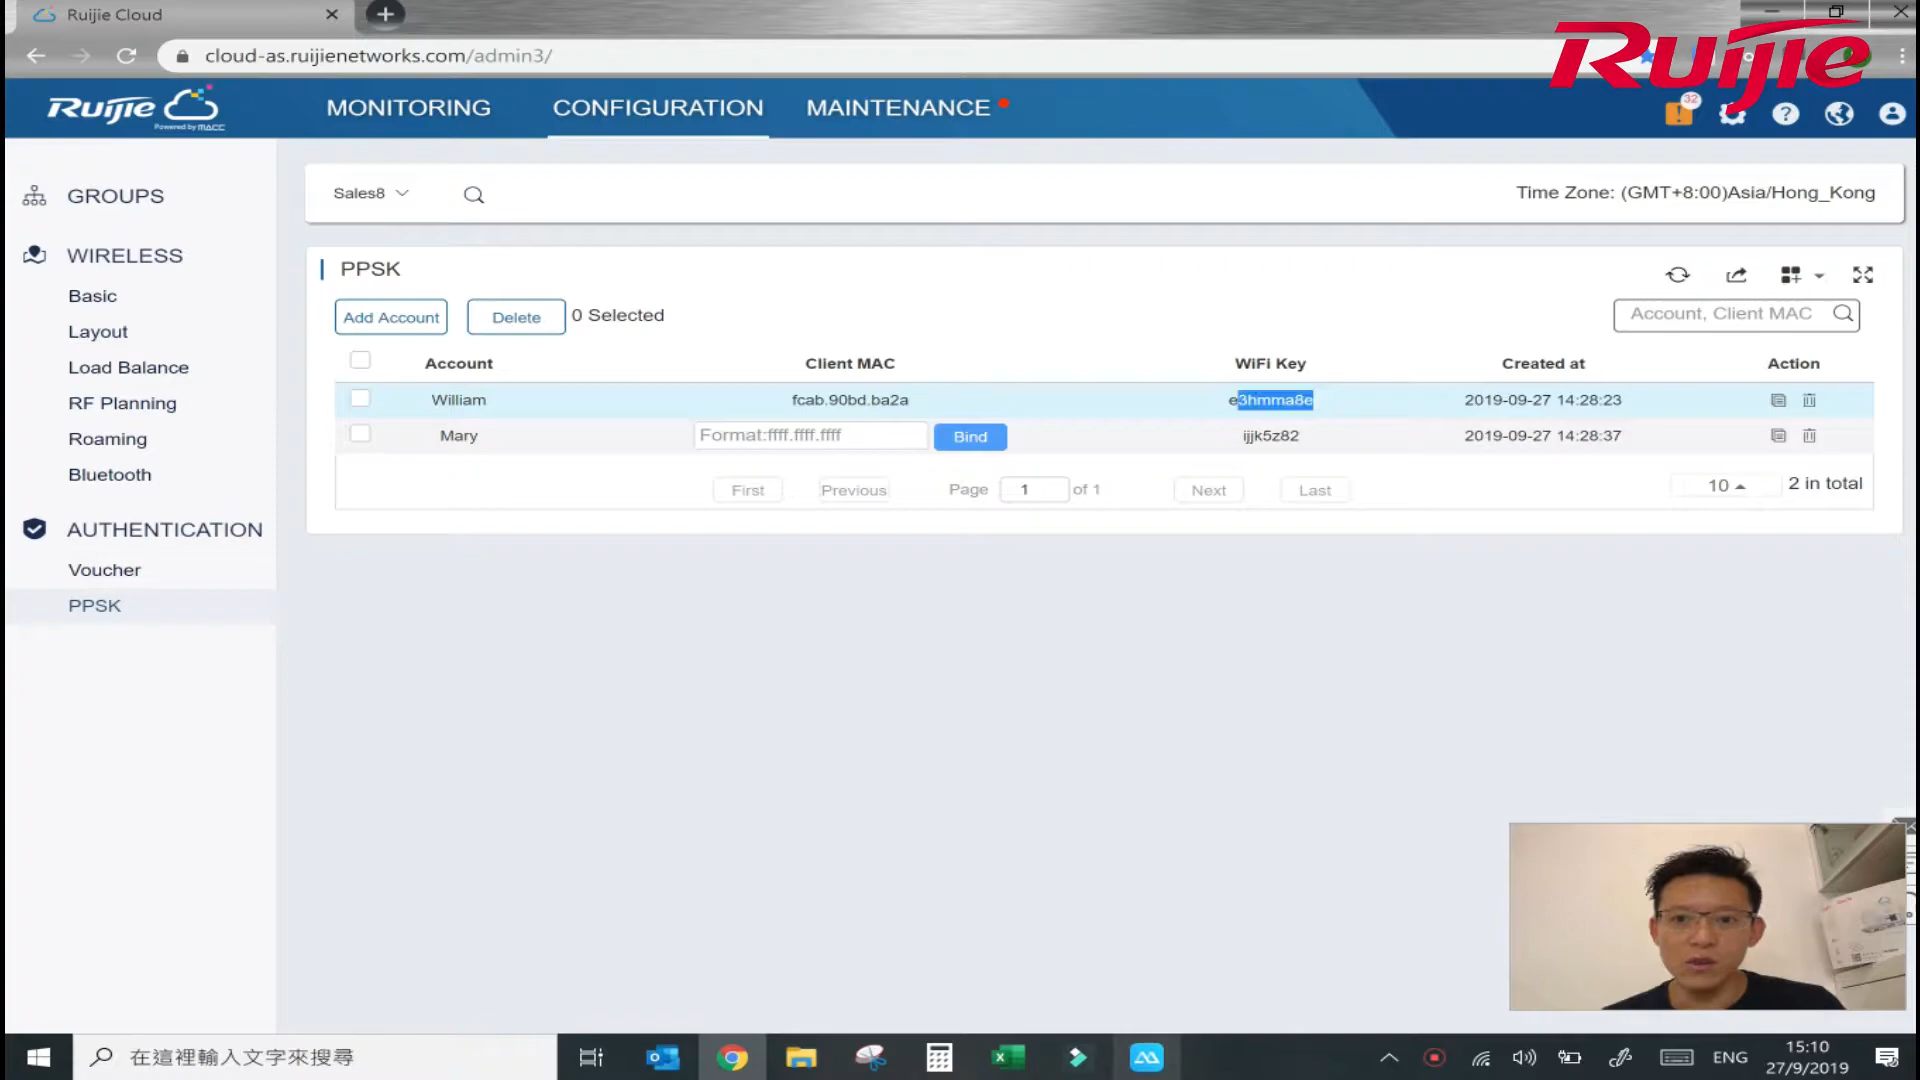 Ruijie Cloud
cloud-as.ruijienetworks.com/admin3/
Ruijie
Ruijie
Powered by MACC
MONITORING
CONFIGURATION
MAINTENANCE
32
GROUPS
WIRELESS
Basic
Layout
Load Balance
RF Planning
Roaming
Bluetooth
AUTHENTICATION
Voucher
PPSK
Sales8
Time Zone: (GMT+8:00)Asia/Hong_Kong
PPSK
Add Account Delete 0 Selected
Account, Client MAC
Account Client MAC WiFi Key Created at Action
William fcab.90bd.ba2a e3hmma8e 2019-09-27 14:28:23
Mary Format:ffff.ffff.ffff Bind ijjk5z82 2019-09-27 14:28:37
First Previous Page 1 of 1 Next Last 10 2 in total
在這裡輸入文字來搜尋
ENG
15:10
27/9/2019